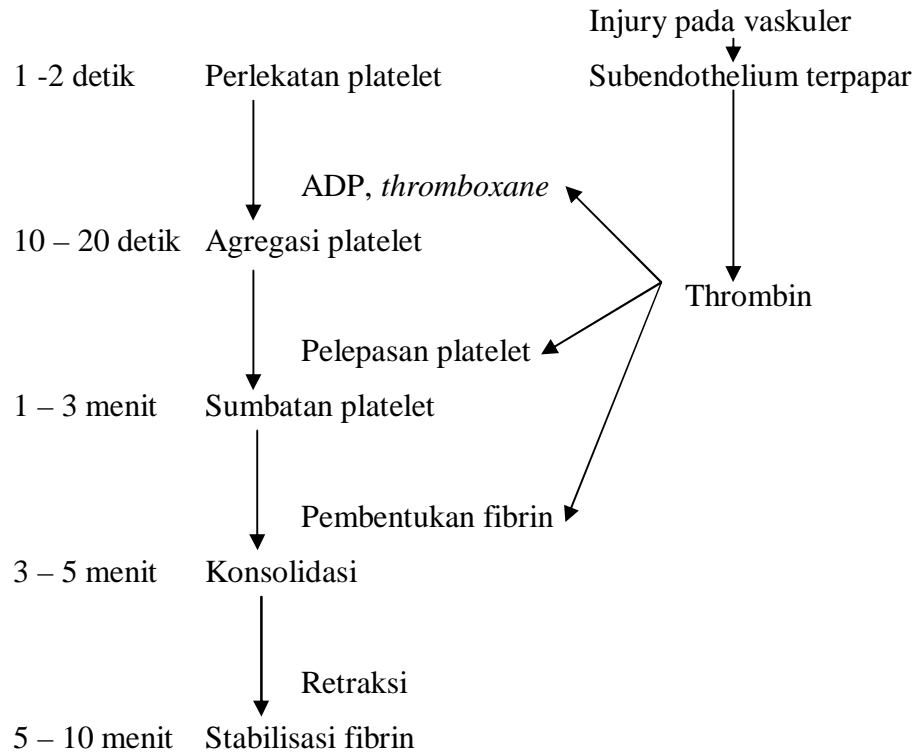 Injury pada vaskuler
1 -2 detik Perlekatan platelet Subendothelium terpapar
ADP, thromboxane
10 – 20 detik Agregasi platelet
Thrombin
Pelepasan platelet
1 – 3 menit Sumbatan platelet
Pembentukan fibrin
3 – 5 menit Konsolidasi
Retraksi
5 – 10 menit Stabilisasi fibrin